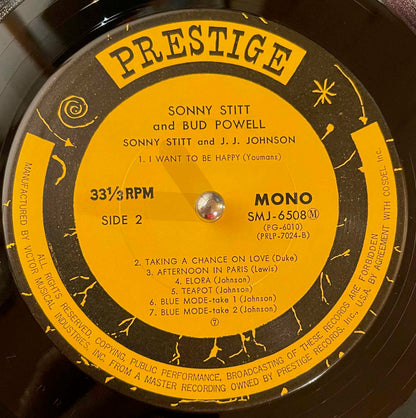 PRESTIGE
SONNY STITT
and BUD POWELL
SONNY STITT and J. J. JOHNSON
1. I WANT TO BE HAPPY (Youmans)
33⅓ RPM
MONO
SIDE 2
SMJ-6508 Ⓜ
(PG-6010)
(PRLP-7024-B)
2. TAKING A CHANCE ON LOVE (Duke)
3. AFTERNOON IN PARIS (Lewis)
4. ELORA (Johnson)
5. TEAPOT (Johnson)
6. BLUE MODE-take 1 (Johnson)
7. BLUE MODE-take 2 (Johnson)
⑦
MANUFACTURED BY VICTOR MUSICAL INDUSTRIES, INC. FROM A MASTER RECORDING OWNED BY PRESTIGE RECORDS INC. U.S.A. BY AGREEMENT WITH COSDEL, Inc.
ALL RIGHTS RESERVED. COPYING, PUBLIC PERFORMANCE, BROADCASTING OF THESE RECORDS ARE FORBIDDEN